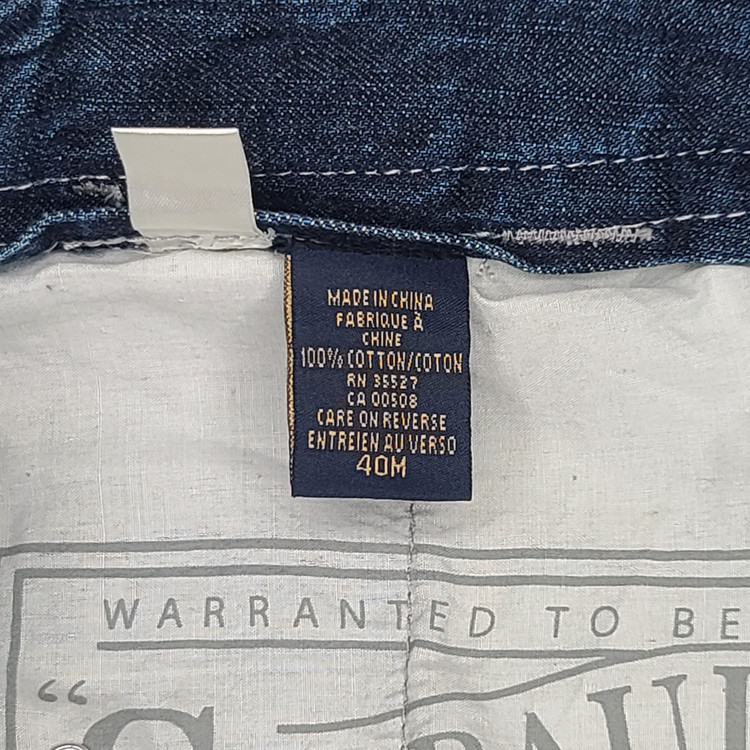 MADE IN CHINA
FABRIQUE À
CHINE
100% COTTON/COTON
RN 35527
CA 00508
CARE ON REVERSE
ENTREIEN AU VERSO
40M
WARRANTED TO BE